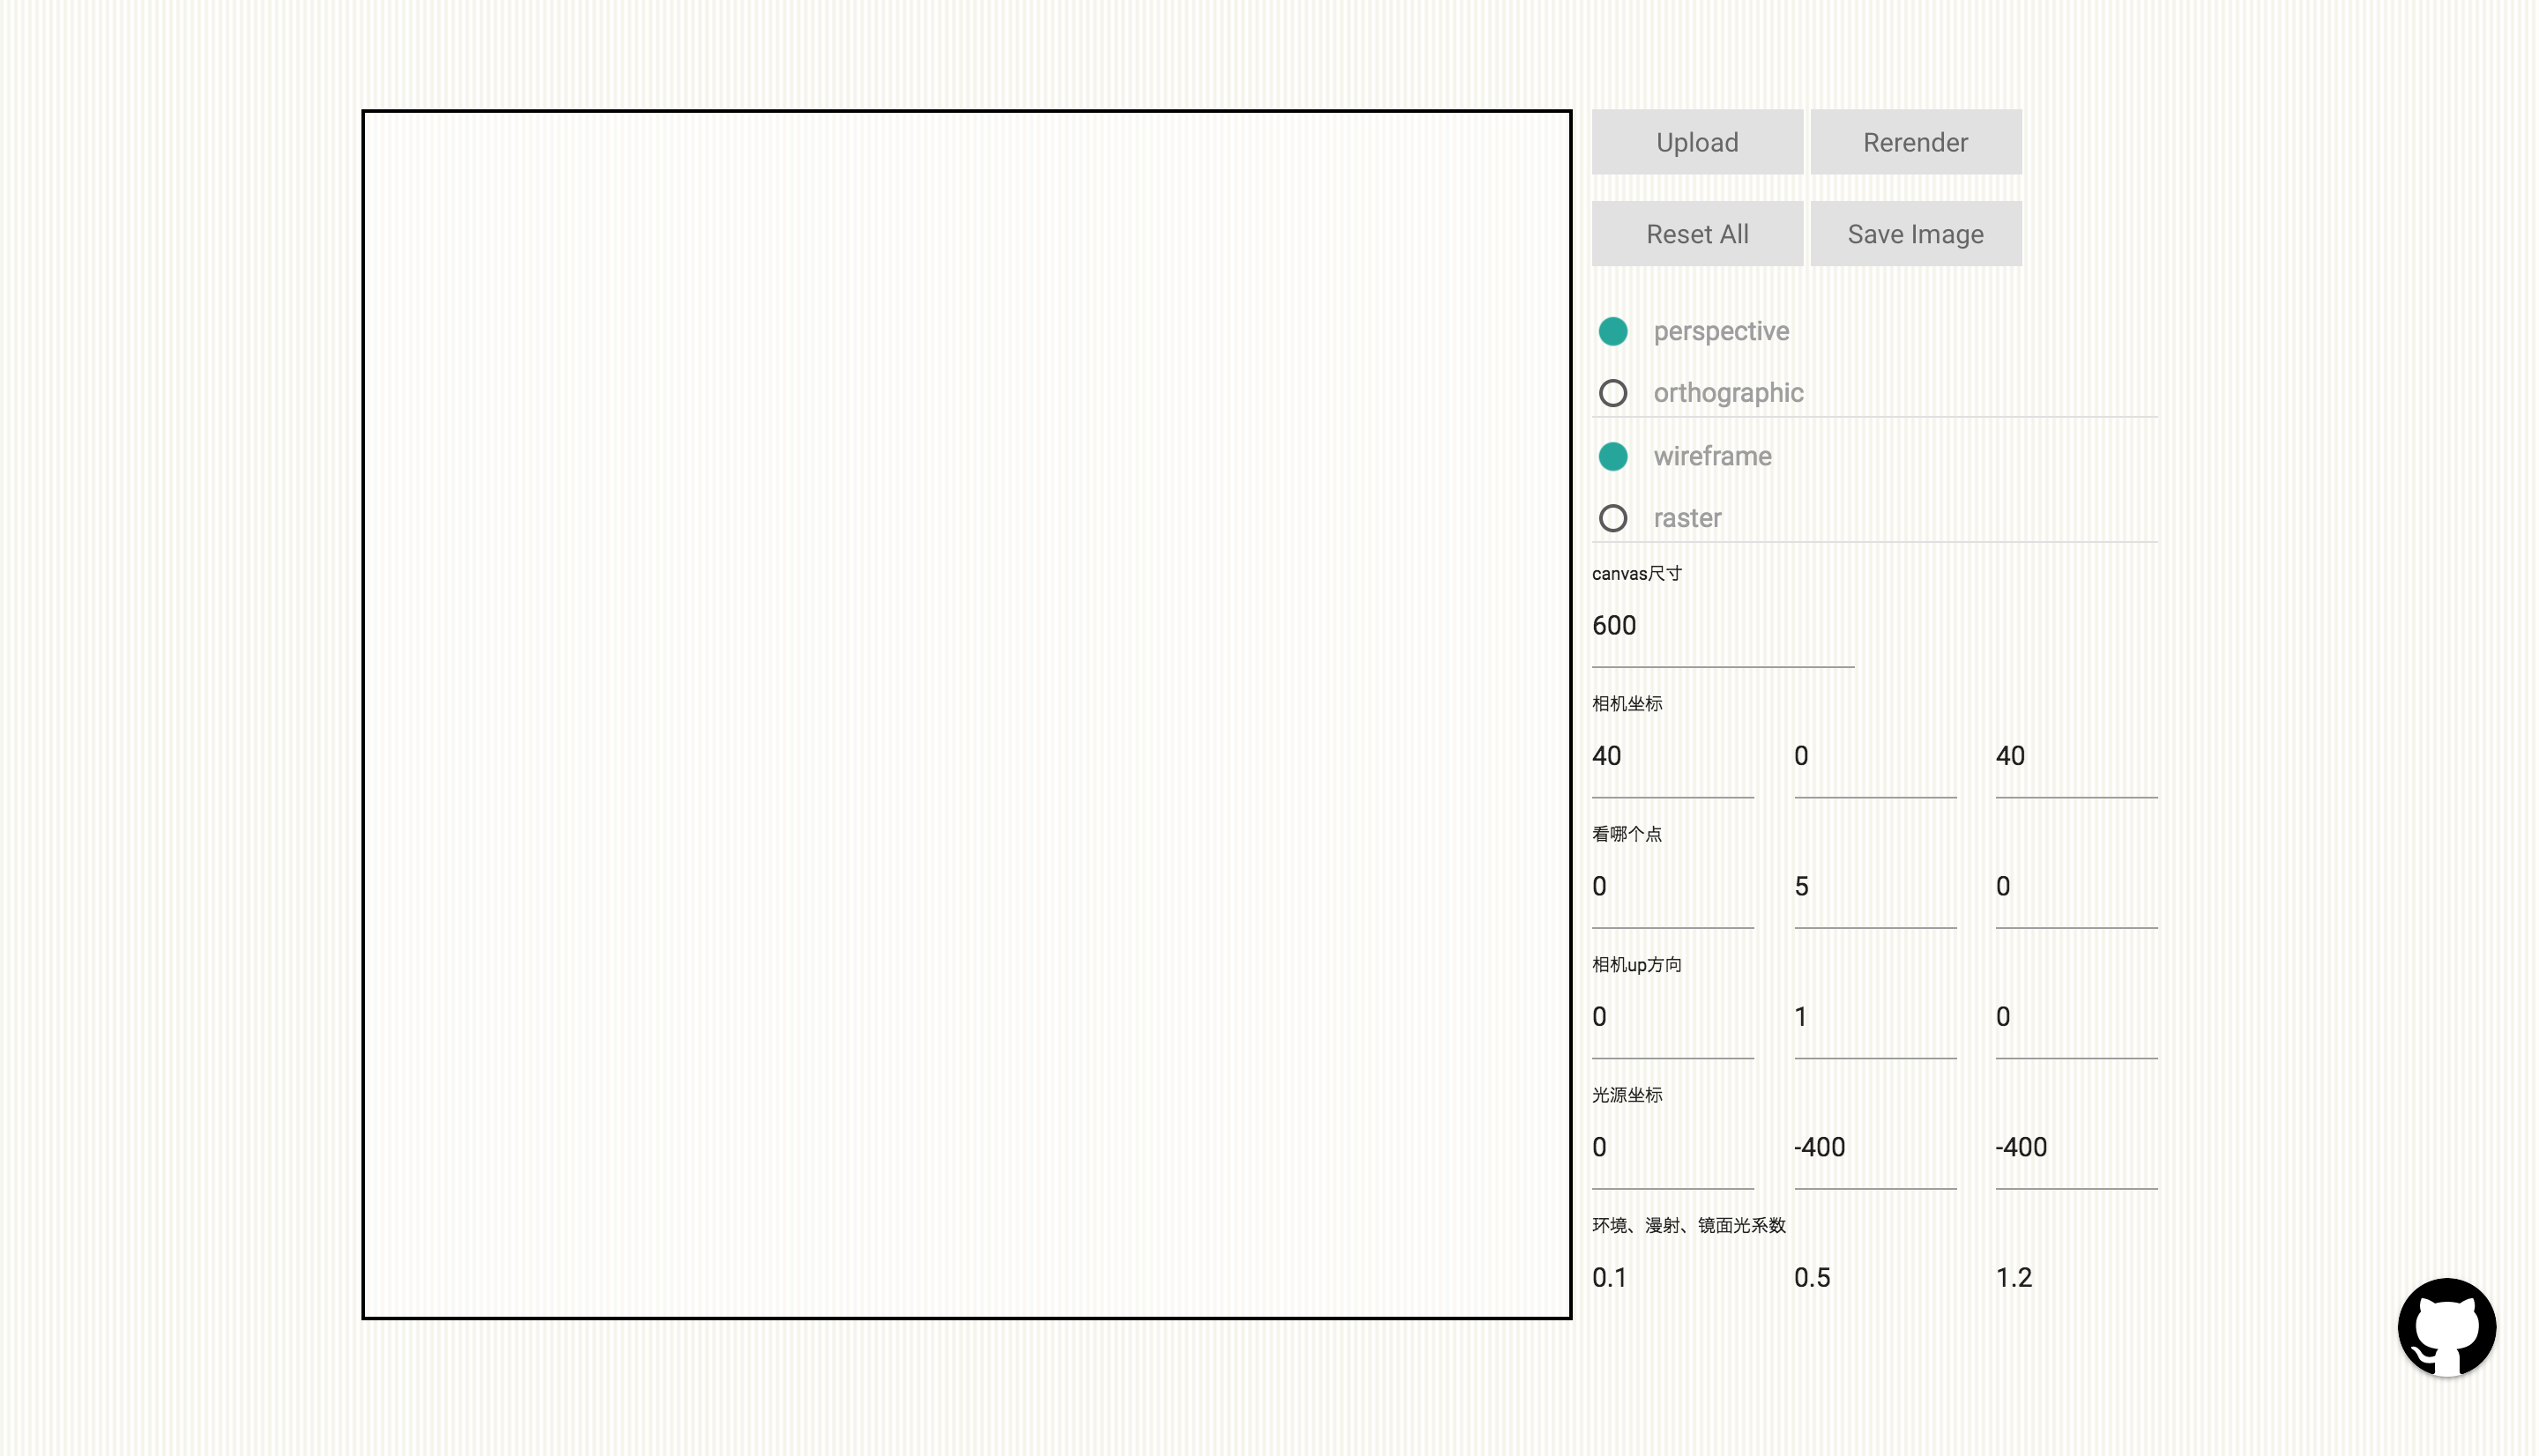 Upload Rerender
Reset All Save Image
perspective
orthographic
wireframe
raster
canvas尺寸
600
相机坐标
40 0 40
看哪个点
0 5 0
相机up方向
0 1 0
光源坐标
0 -400 -400
环境、漫射、镜面光系数
0.1 0.5 1.2